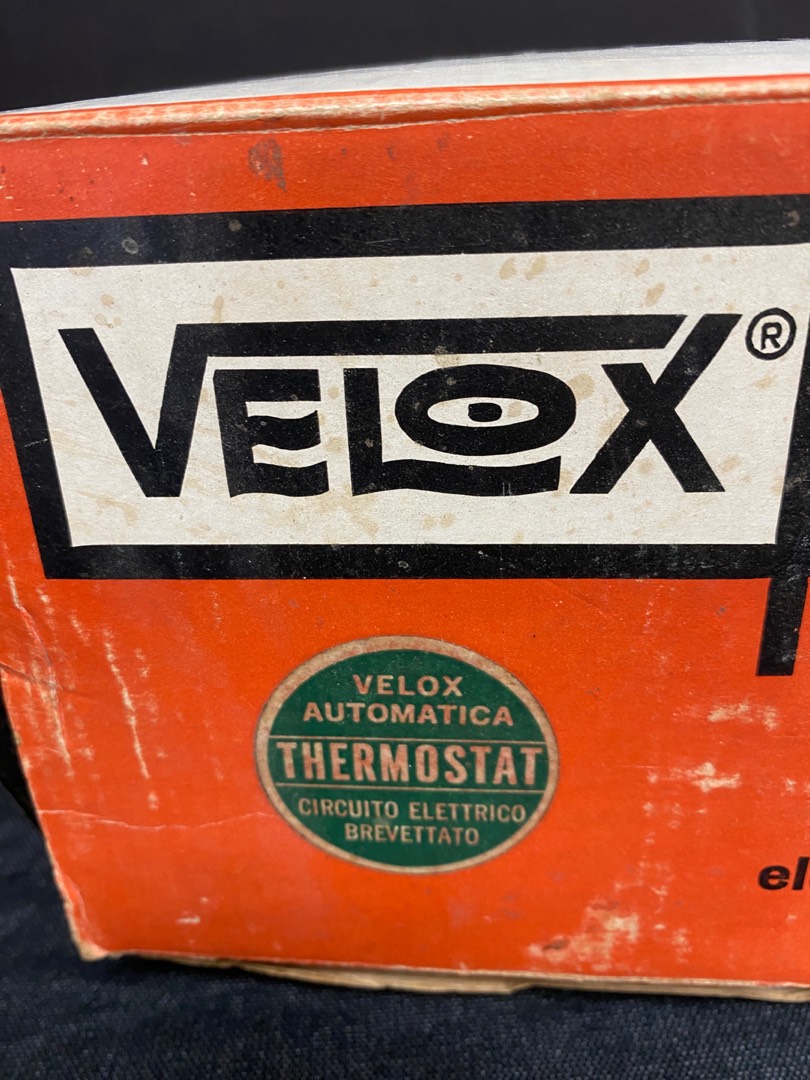 VELOX®
VELOX
AUTOMATICA
THERMOSTAT
CIRCUITO ELETTRICO
BREVETTATO